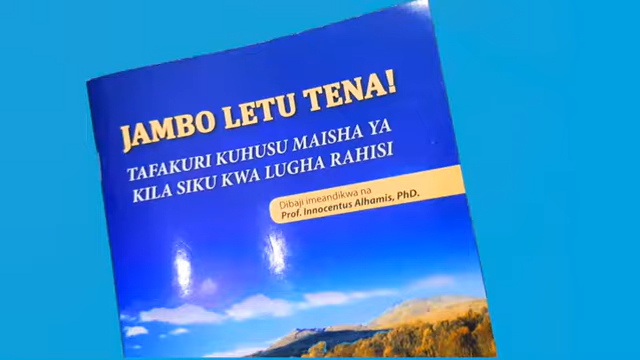 JAMBO LETU TENA!
TAFAKURI KUHUSU MAISHA YA
KILA SIKU KWA LUGHA RAHISI
Dibaji imeandikwa na
Prof. Innocentus Alhamis, PhD.